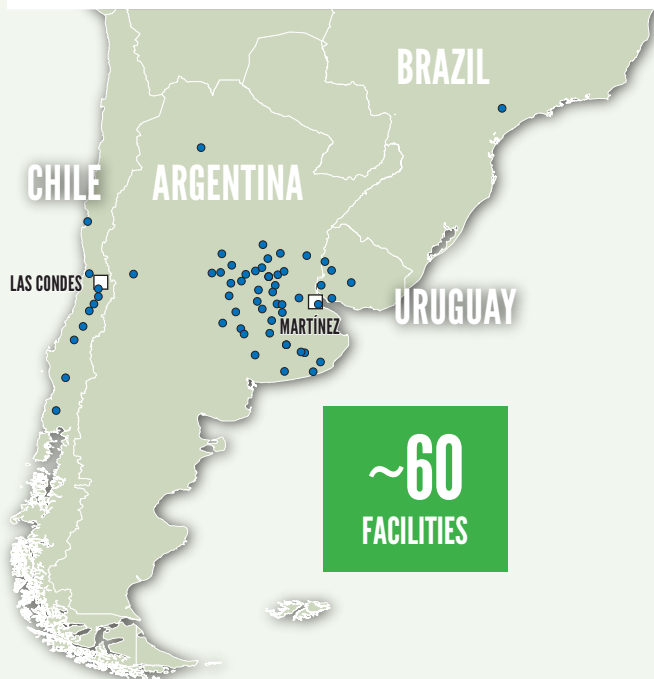 BRAZIL
CHILE
ARGENTINA
LAS CONDES
URUGUAY
MARTÍNEZ
~60
FACILITIES